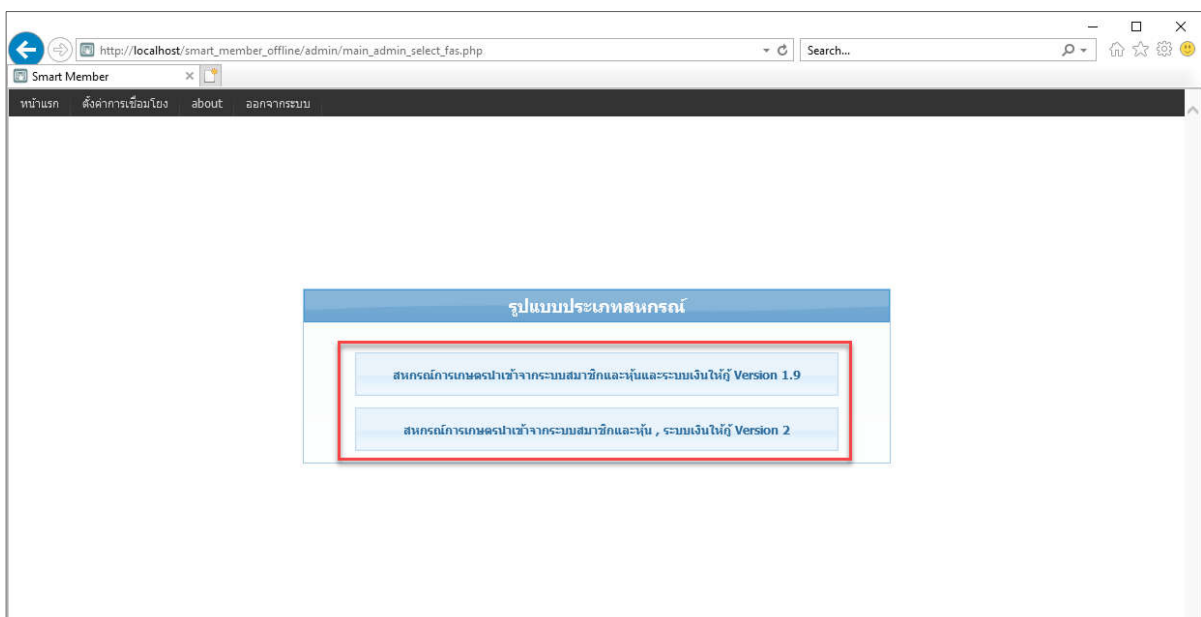 http://localhost/smart_member_offline/admin/main_admin_select_fas.php
Search...
Smart Member
หน้าแรก ตั้งค่าการเชื่อมโยง about ออกจากระบบ
รูปแบบประเภทสหกรณ์
สหกรณ์การเกษตรนำเข้าจากระบบสมาชิกและหุ้นและระบบเงินให้กู้ Version 1.9
สหกรณ์การเกษตรนำเข้าจากระบบสมาชิกและหุ้น , ระบบเงินให้กู้ Version 2